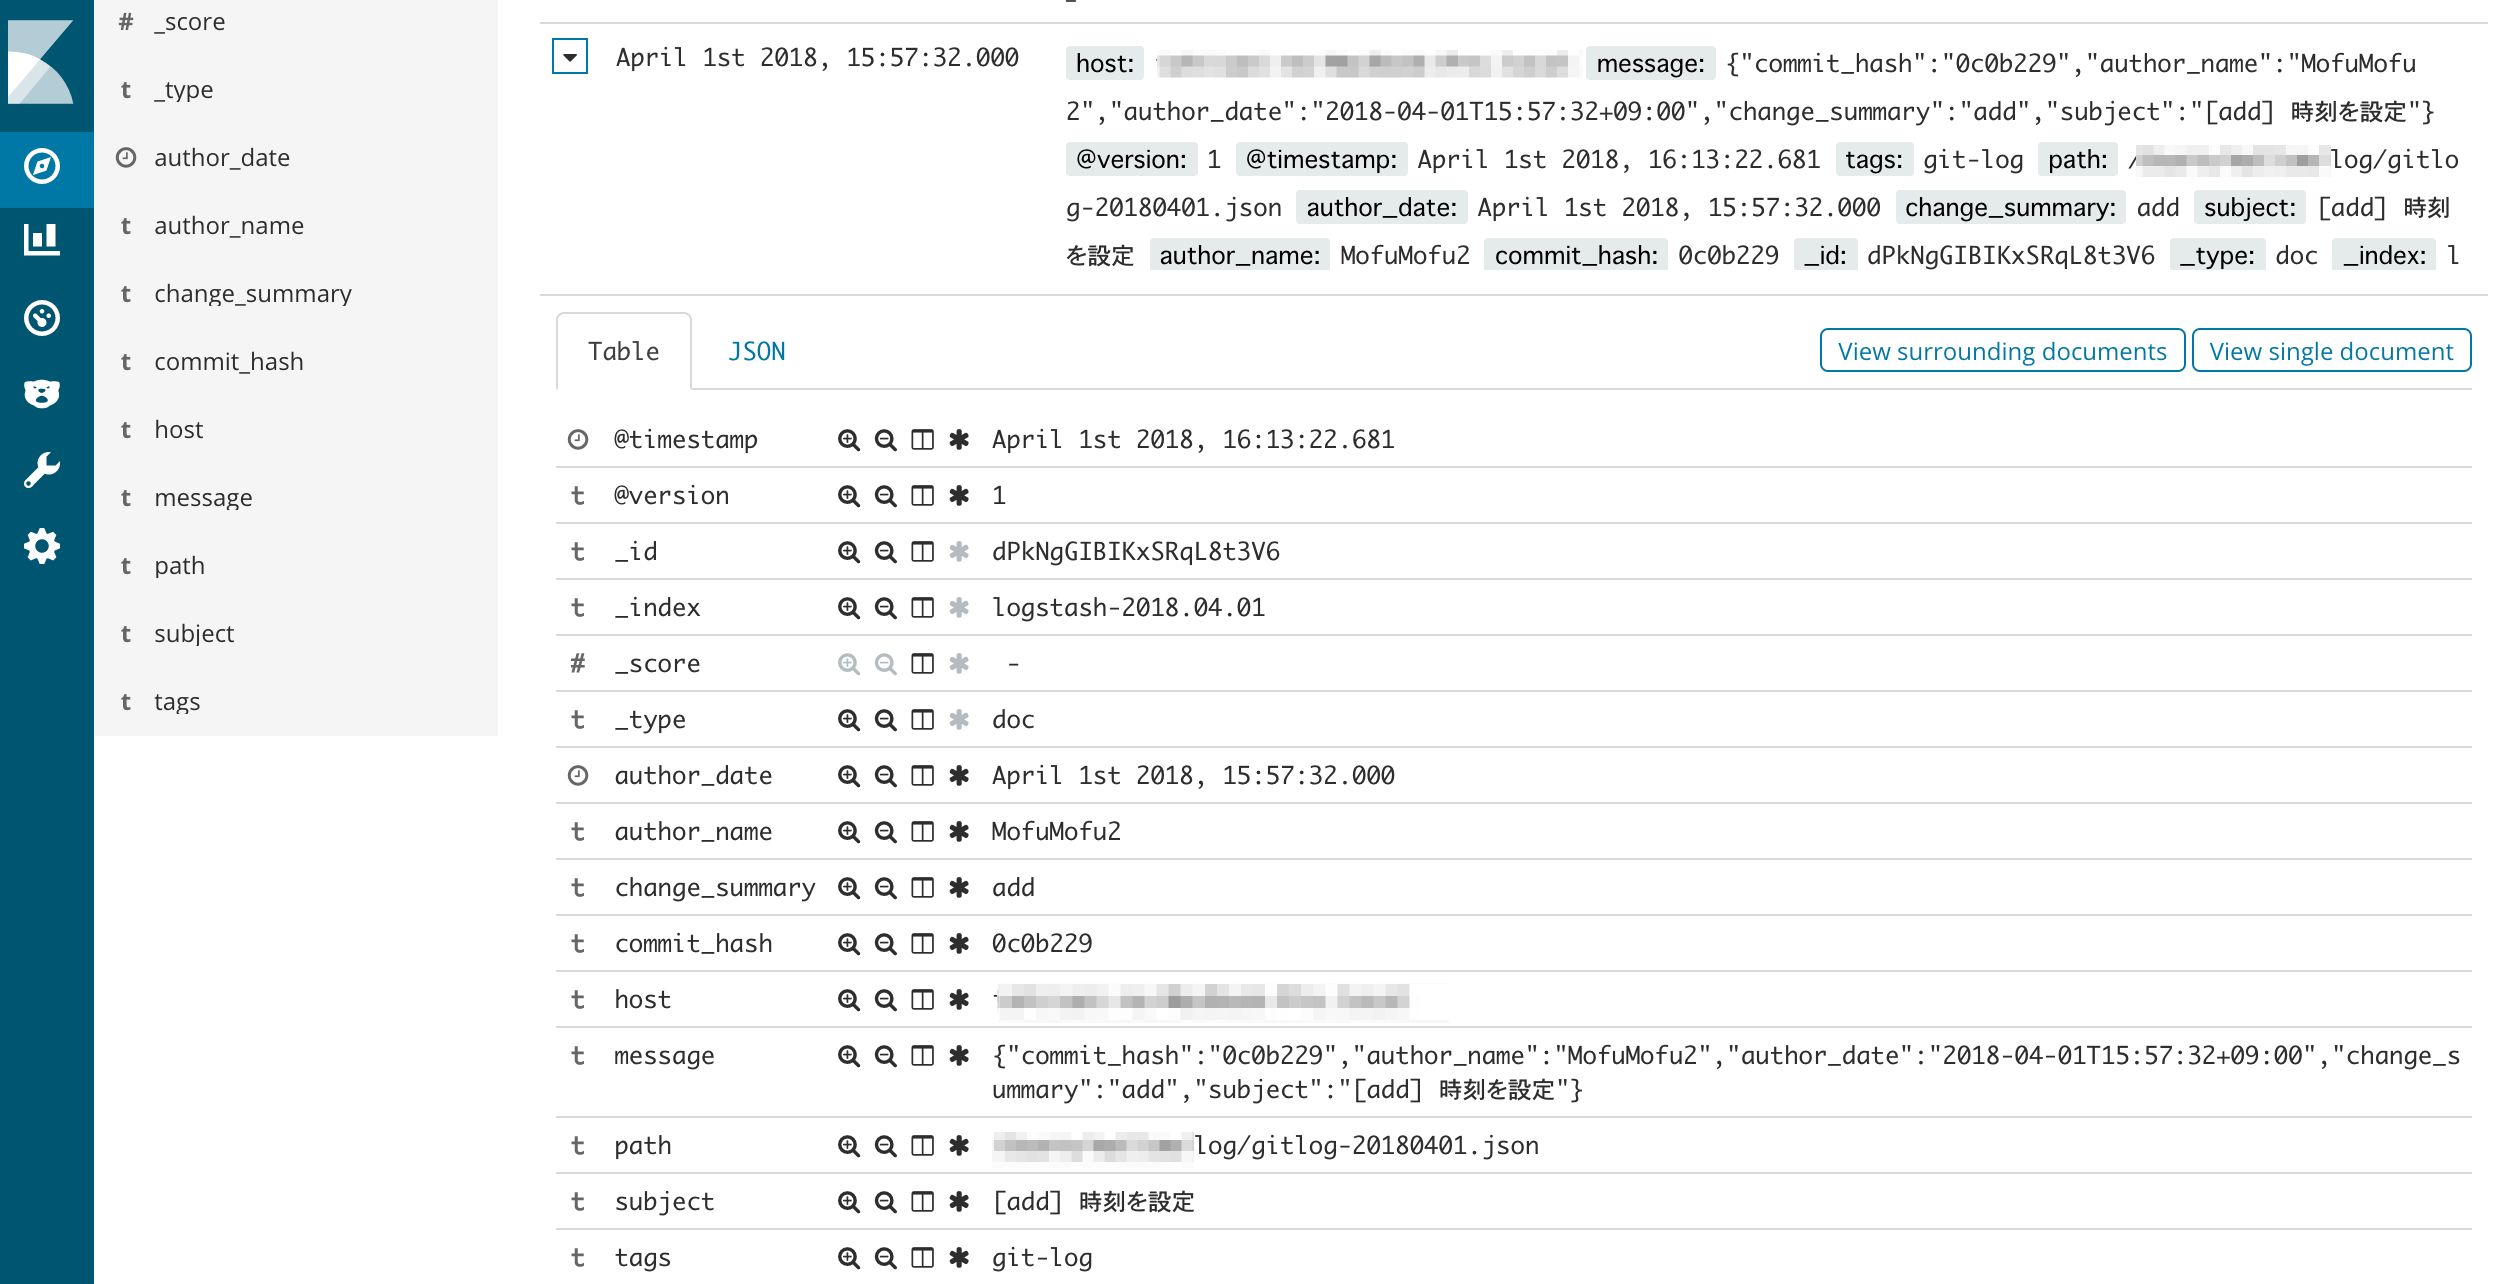 # _score
t _type
author_date
t author_name
t change_summary
t commit_hash
t host
t message
t path
t subject
t tags
April 1st 2018, 15:57:32.000
host: message: {"commit_hash":"0c0b229","author_name":"MofuMofu
2","author_date":"2018-04-01T15:57:32+09:00","change_summary":"add","subject":"[add] 時刻を設定"}
@version: 1 @timestamp: April 1st 2018, 16:13:22.681 tags: git-log path: /log/gitlo
g-20180401.json author_date: April 1st 2018, 15:57:32.000 change_summary: add subject: [add] 時刻
を設定 author_name: MofuMofu2 commit_hash: 0c0b229 _id: dPkNgGIBIKxSRqL8t3V6 _type: doc _index: l
Table JSON View surrounding documents View single document
@timestamp April 1st 2018, 16:13:22.681
t @version 1
t _id dPkNgGIBIKxSRqL8t3V6
t _index logstash-2018.04.01
# _score -
t _type doc
author_date April 1st 2018, 15:57:32.000
t author_name MofuMofu2
t change_summary add
t commit_hash 0c0b229
t host
t message {"commit_hash":"0c0b229","author_name":"MofuMofu2","author_date":"2018-04-01T15:57:32+09:00","change_s
ummary":"add","subject":"[add] 時刻を設定"}
t path log/gitlog-20180401.json
t subject [add] 時刻を設定
t tags git-log